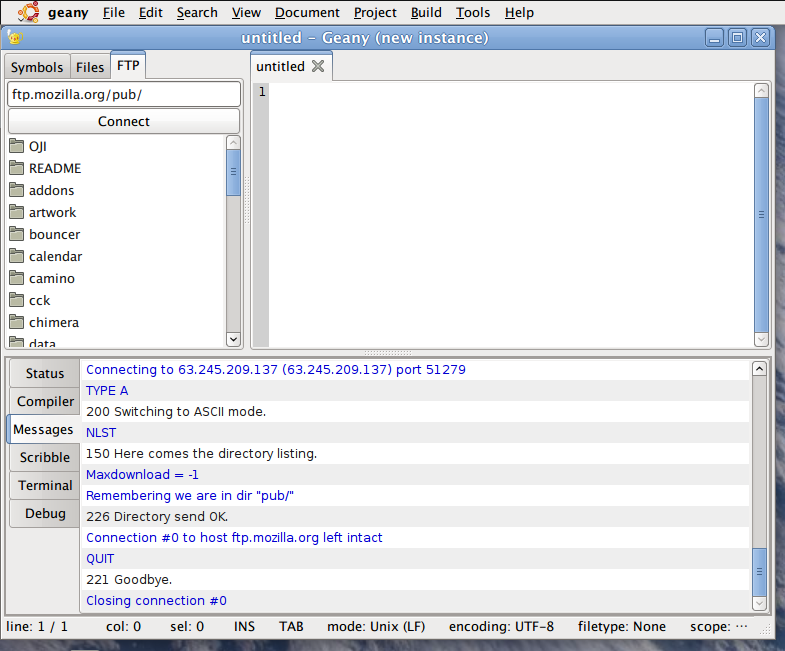 geany File Edit Search View Document Project Build Tools Help
untitled - Geany (new instance)
Symbols Files FTP
ftp.mozilla.org/pub/
Connect
OJI
README
addons
artwork
bouncer
calendar
camino
cck
chimera
data
untitled
1
Status
Compiler
Messages
Scribble
Terminal
Debug
Connecting to 63.245.209.137 (63.245.209.137) port 51279
TYPE A
200 Switching to ASCII mode.
NLST
150 Here comes the directory listing.
Maxdownload = -1
Remembering we are in dir "pub/"
226 Directory send OK.
Connection #0 to host ftp.mozilla.org left intact
QUIT
221 Goodbye.
Closing connection #0
line: 1 / 1 col: 0 sel: 0 INS TAB mode: Unix (LF) encoding: UTF-8 filetype: None scope: ···